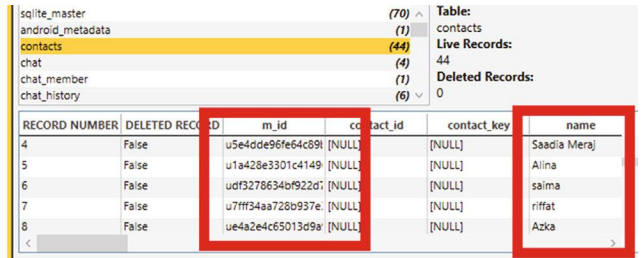 sqlite_master (70)
android_metadata (1)
contacts (44)
chat (4)
chat_member (1)
chat_history (6)
Table:
contacts
Live Records:
44
Deleted Records:
0
RECORD NUMBER DELETED RECORD m_id contact_id contact_key name
4 False u5e4dde96fe64c89 [NULL] [NULL] Saadia Meraj
5 False u1a428e3301c4149 [NULL] [NULL] Alina
6 False udf3278634bf922d [NULL] [NULL] saima
7 False u7fff34aa728b937e [NULL] [NULL] riffat
8 False ue4a2e4c65013d9a [NULL] [NULL] Azka